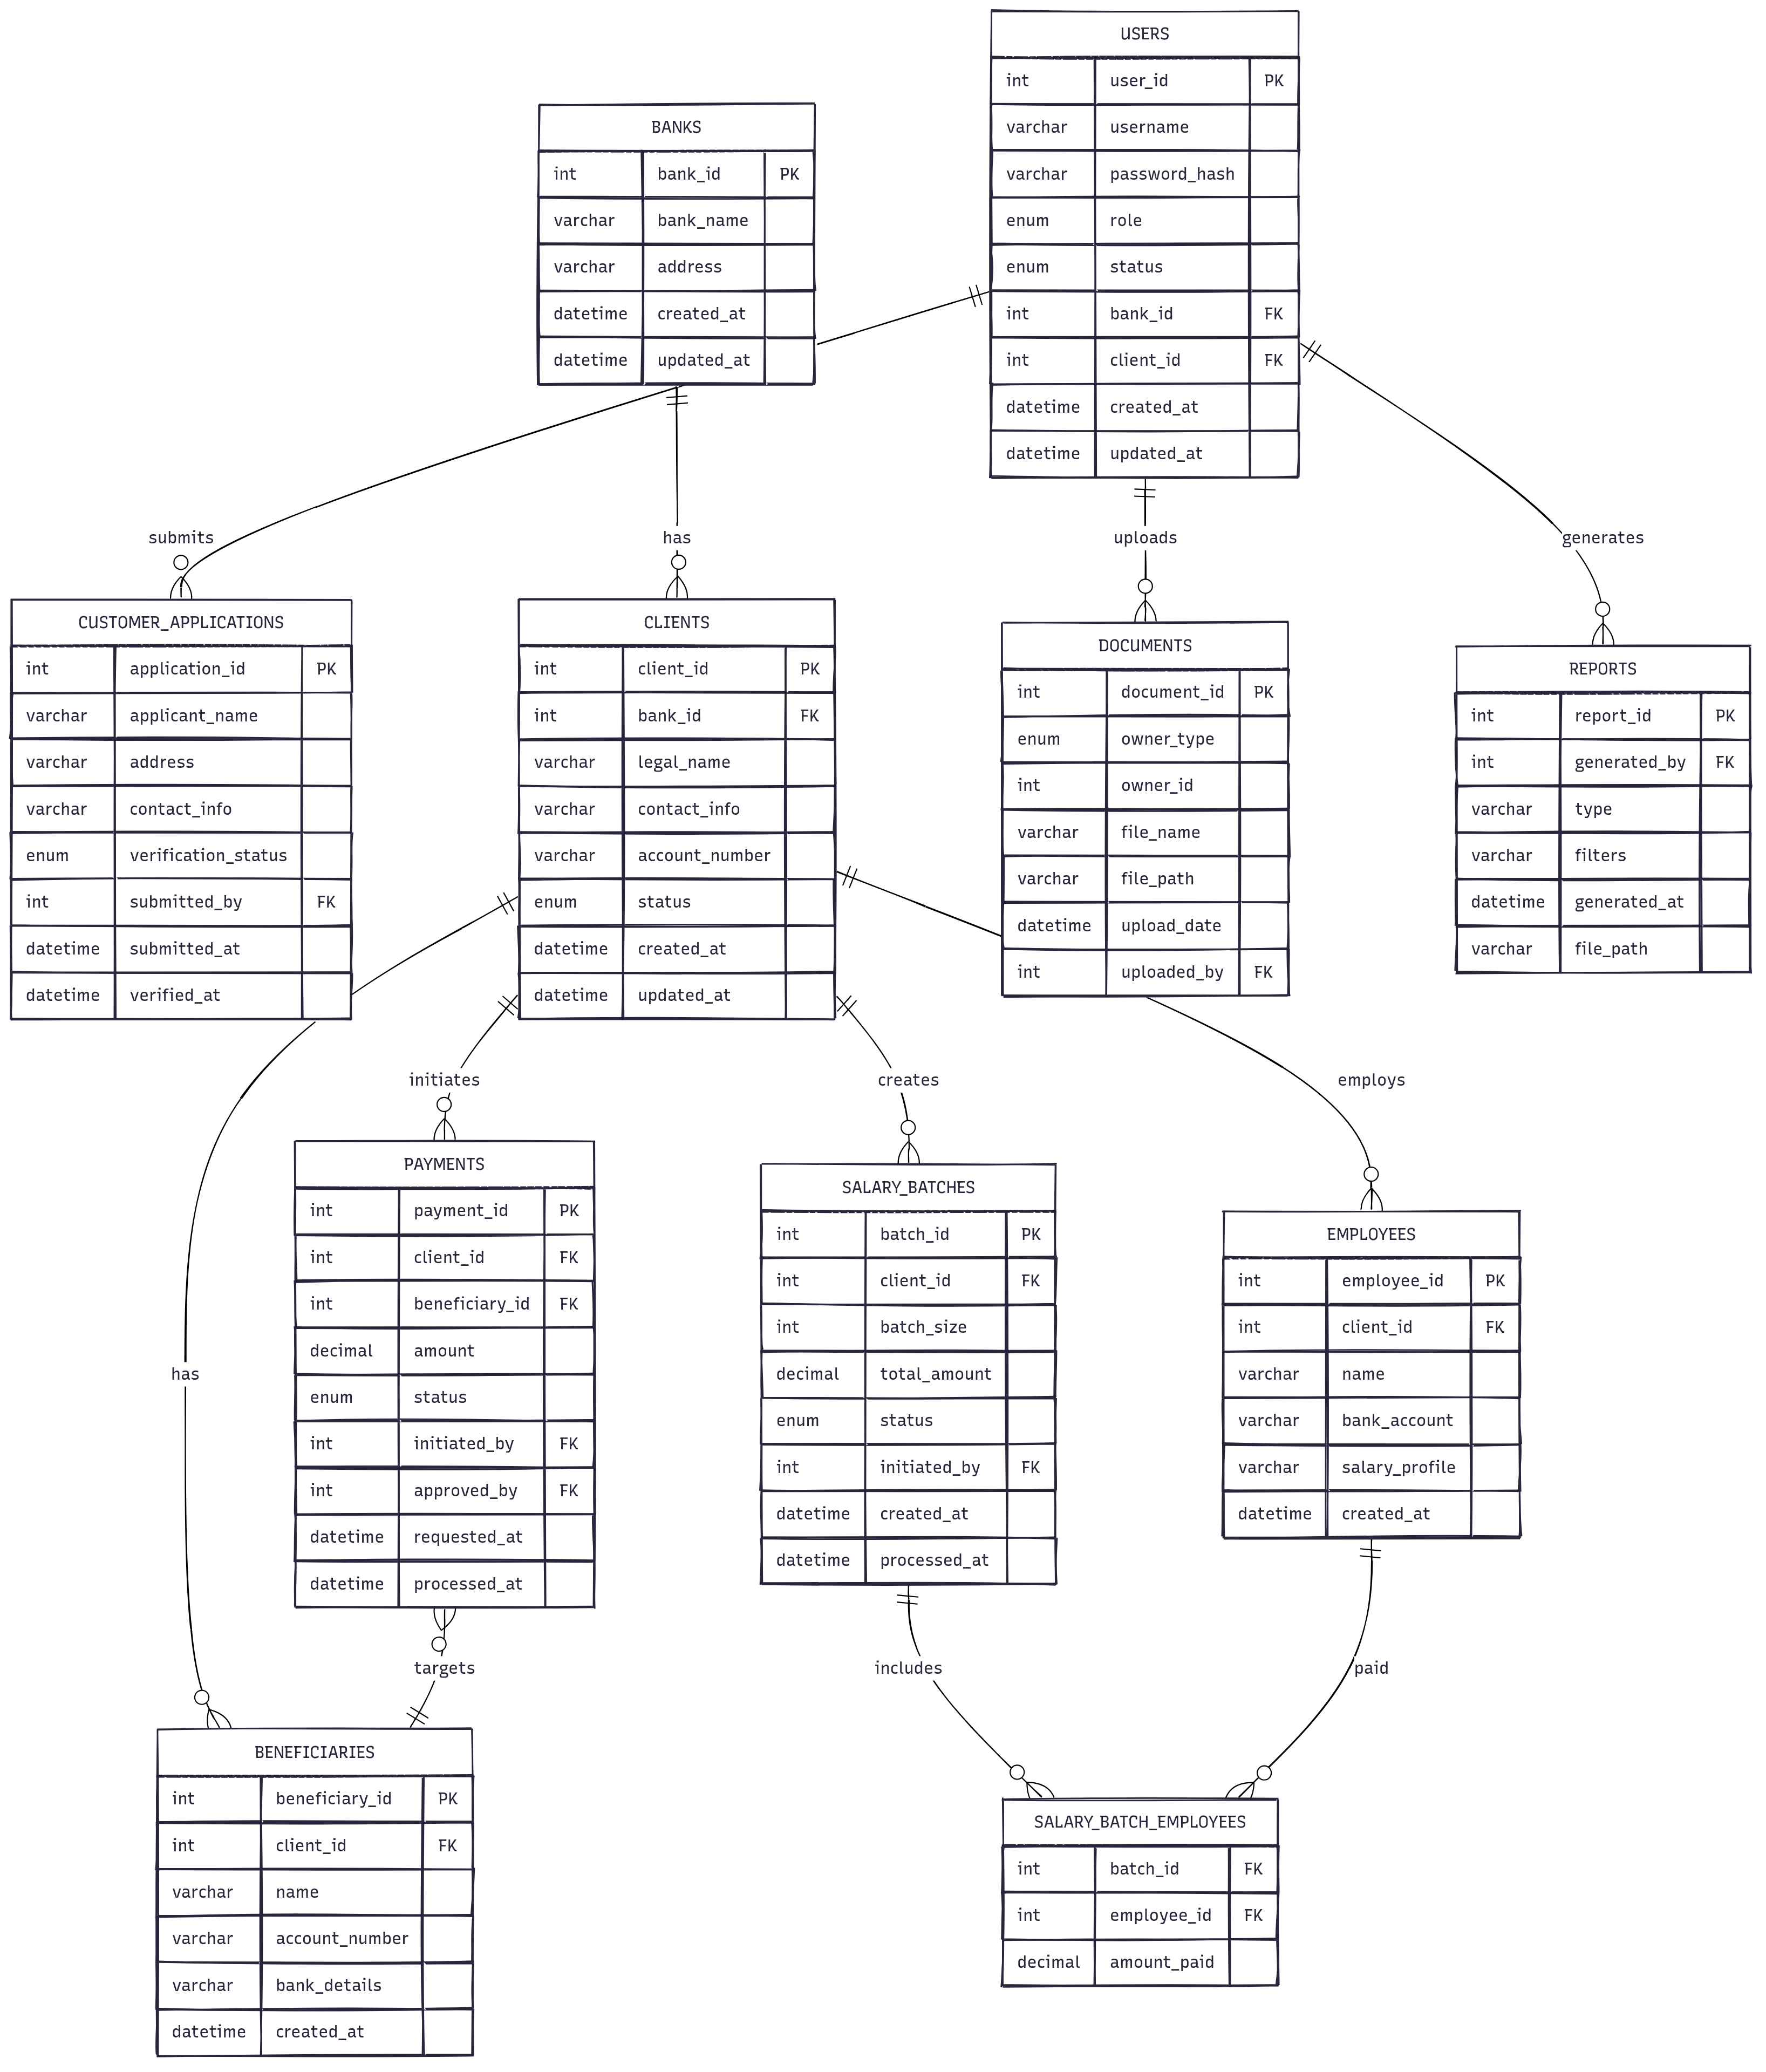 USERS
int user_id PK
varchar username
varchar password_hash
enum role
enum status
int bank_id FK
int client_id FK
datetime created_at
datetime updated_at
BANKS
int bank_id PK
varchar bank_name
varchar address
datetime created_at
datetime updated_at
submits
has
uploads
generates
CUSTOMER_APPLICATIONS
int application_id PK
varchar applicant_name
varchar address
varchar contact_info
enum verification_status
int submitted_by FK
datetime submitted_at
datetime verified_at
CLIENTS
int client_id PK
int bank_id FK
varchar legal_name
varchar contact_info
varchar account_number
enum status
datetime created_at
datetime updated_at
DOCUMENTS
int document_id PK
enum owner_type
int owner_id
varchar file_name
varchar file_path
datetime upload_date
int uploaded_by FK
REPORTS
int report_id PK
int generated_by FK
varchar type
varchar filters
datetime generated_at
varchar file_path
initiates
creates
employs
PAYMENTS
int payment_id PK
int client_id FK
int beneficiary_id FK
decimal amount
enum status
int initiated_by FK
int approved_by FK
datetime requested_at
datetime processed_at
SALARY_BATCHES
int batch_id PK
int client_id FK
int batch_size
decimal total_amount
enum status
int initiated_by FK
datetime created_at
datetime processed_at
EMPLOYEES
int employee_id PK
int client_id FK
varchar name
varchar bank_account
varchar salary_profile
datetime created_at
has
targets
includes
paid
BENEFICIARIES
int beneficiary_id PK
int client_id FK
varchar name
varchar account_number
varchar bank_details
datetime created_at
SALARY_BATCH_EMPLOYEES
int batch_id FK
int employee_id FK
decimal amount_paid